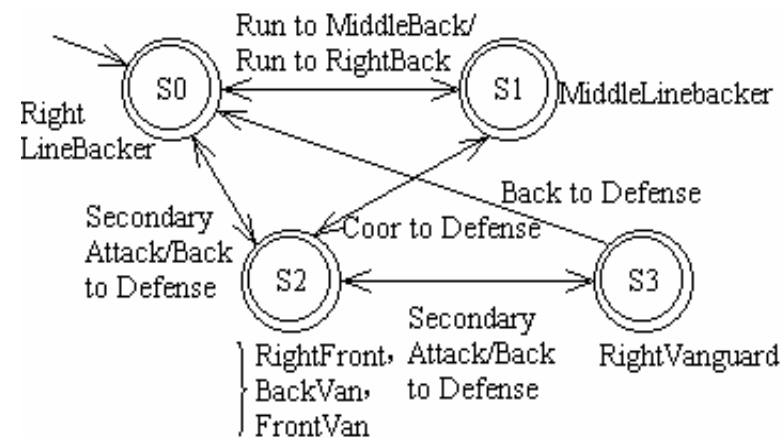 Run to MiddleBack/
Run to RightBack
S0
S1
MiddleLinebacker
Right
LineBacker
Back to Defense
Secondary
Attack/Back
to Defense
Coor to Defense
S2
S3
Secondary
Attack/Back
to Defense
RightFront,
BackVan,
FrontVan
RightVanguard